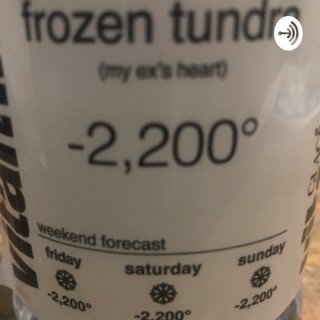 frozen tundra
(my ex's heart)
-2,200°
weekend forecast
friday saturday sunday
-2,200° -2,200° -2,200°